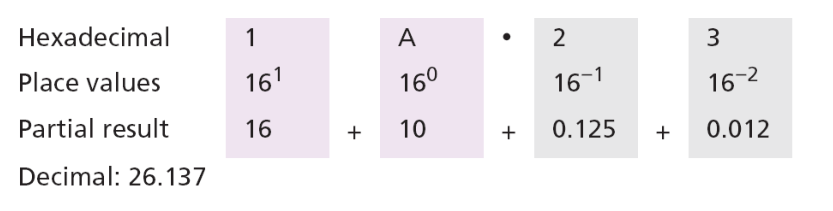 Hexadecimal 1 A • 2 3
Place values 16¹ 16⁰ 16⁻¹ 16⁻²
Partial result 16 + 10 + 0.125 + 0.012
Decimal: 26.137